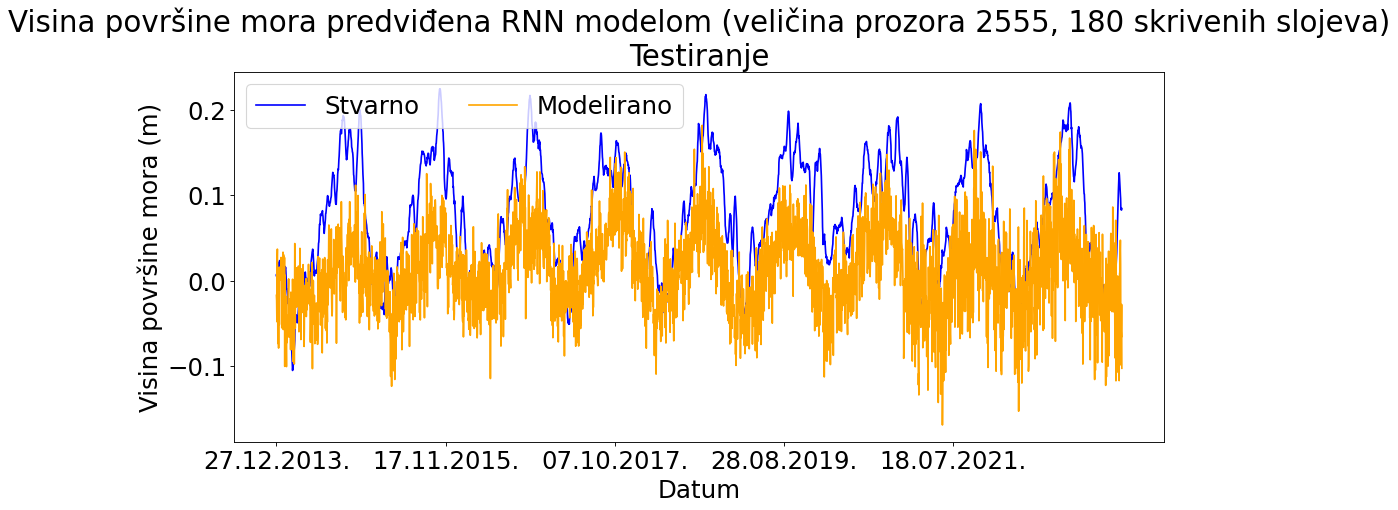 Visina površine mora predviđena RNN modelom (veličina prozora 2555, 180 skrivenih slojeva)
Testiranje
Stvarno
Modelirano
Visina površine mora (m)
0.2
0.1
0.0
−0.1
27.12.2013.
17.11.2015.
07.10.2017.
28.08.2019.
18.07.2021.
Datum